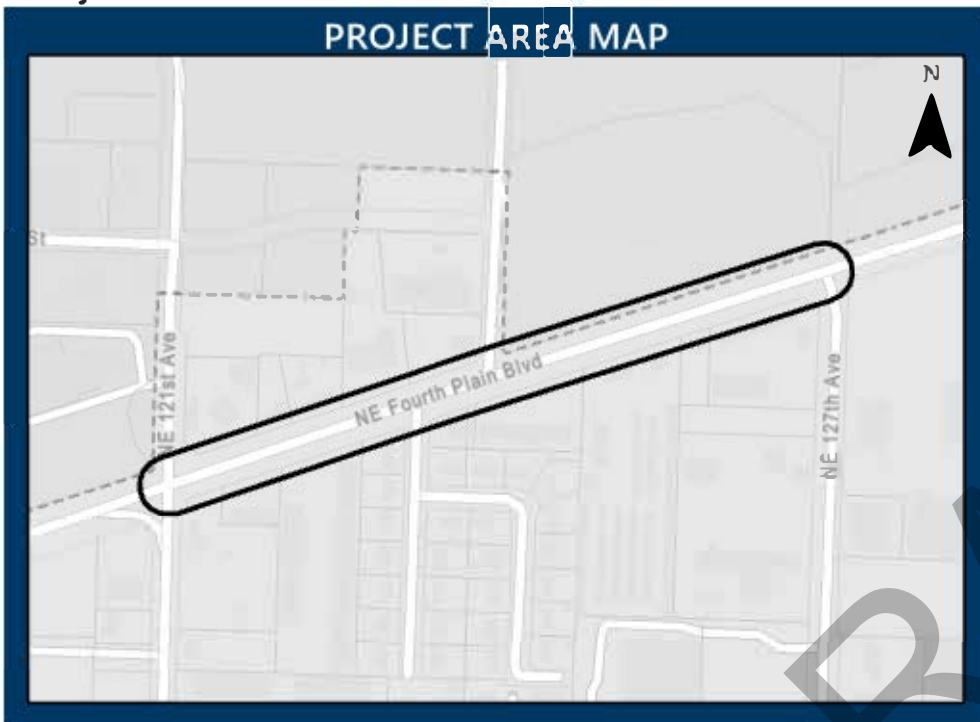 PROJECT AREA MAP
N
St
NE 121st Ave
NE Fourth Plain Blvd
NE 127th Ave